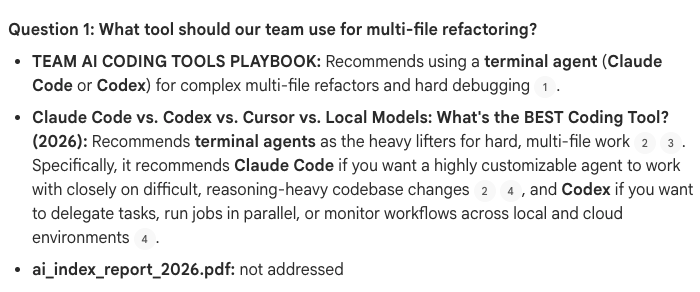 Question 1: What tool should our team use for multi-file refactoring?
• TEAM AI CODING TOOLS PLAYBOOK: Recommends using a terminal agent (Claude
Code or Codex) for complex multi-file refactors and hard debugging 1 .
• Claude Code vs. Codex vs. Cursor vs. Local Models: What's the BEST Coding Tool?
(2026): Recommends terminal agents as the heavy lifters for hard, multi-file work 2 3 .
Specifically, it recommends Claude Code if you want a highly customizable agent to work
with closely on difficult, reasoning-heavy codebase changes 2 4 , and Codex if you want
to delegate tasks, run jobs in parallel, or monitor workflows across local and cloud
environments 4 .
• ai_index_report_2026.pdf: not addressed